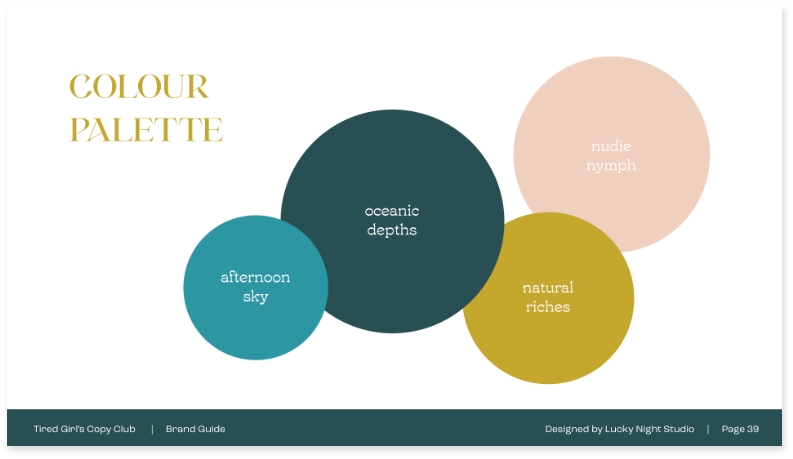 COLOUR
PALETTE
nudie
nymph
oceanic
depths
afternoon
sky
natural
riches
Tired Girl's Copy Club | Brand Guide
Designed by Lucky Night Studio | Page 39